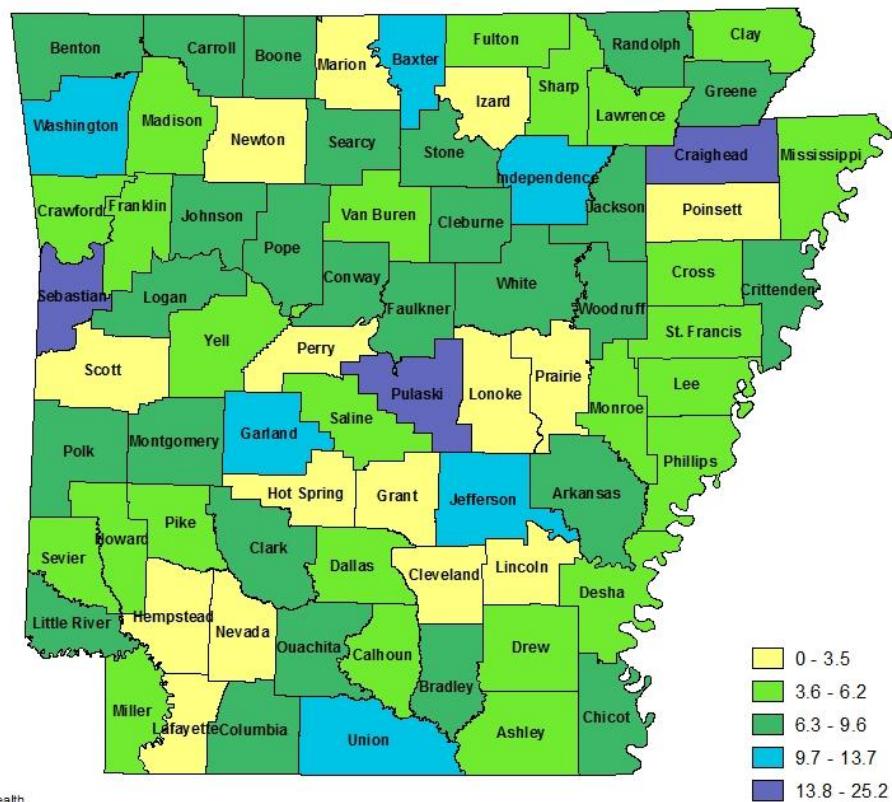 Benton
Carroll
Boone
Marion
Baxter
Fulton
Randolph
Clay
Izard
Sharp
Lawrence
Greene
Washington
Madison
Newton
Searcy
Stone
Independence
Craighead
Mississippi
Crawford
Franklin
Johnson
Pope
Van Buren
Cleburne
Jackson
Poinsett
Sebastian
Logan
Conway
Faulkner
White
Woodruff
Cross
Crittenden
Scott
Yell
Perry
Pulaski
Lonoke
Prairie
St. Francis
Monroe
Lee
Phillips
Polk
Montgomery
Garland
Saline
Hot Spring
Grant
Jefferson
Arkansas
Sevier
Howard
Pike
Clark
Dallas
Cleveland
Lincoln
Desha
Little River
Hempstead
Nevada
Ouachita
Calhoun
Bradley
Drew
Chicot
Miller
Lafayette
Columbia
Union
Ashley
0 - 3.5
3.6 - 6.2
6.3 - 9.6
9.7 - 13.7
13.8 - 25.2